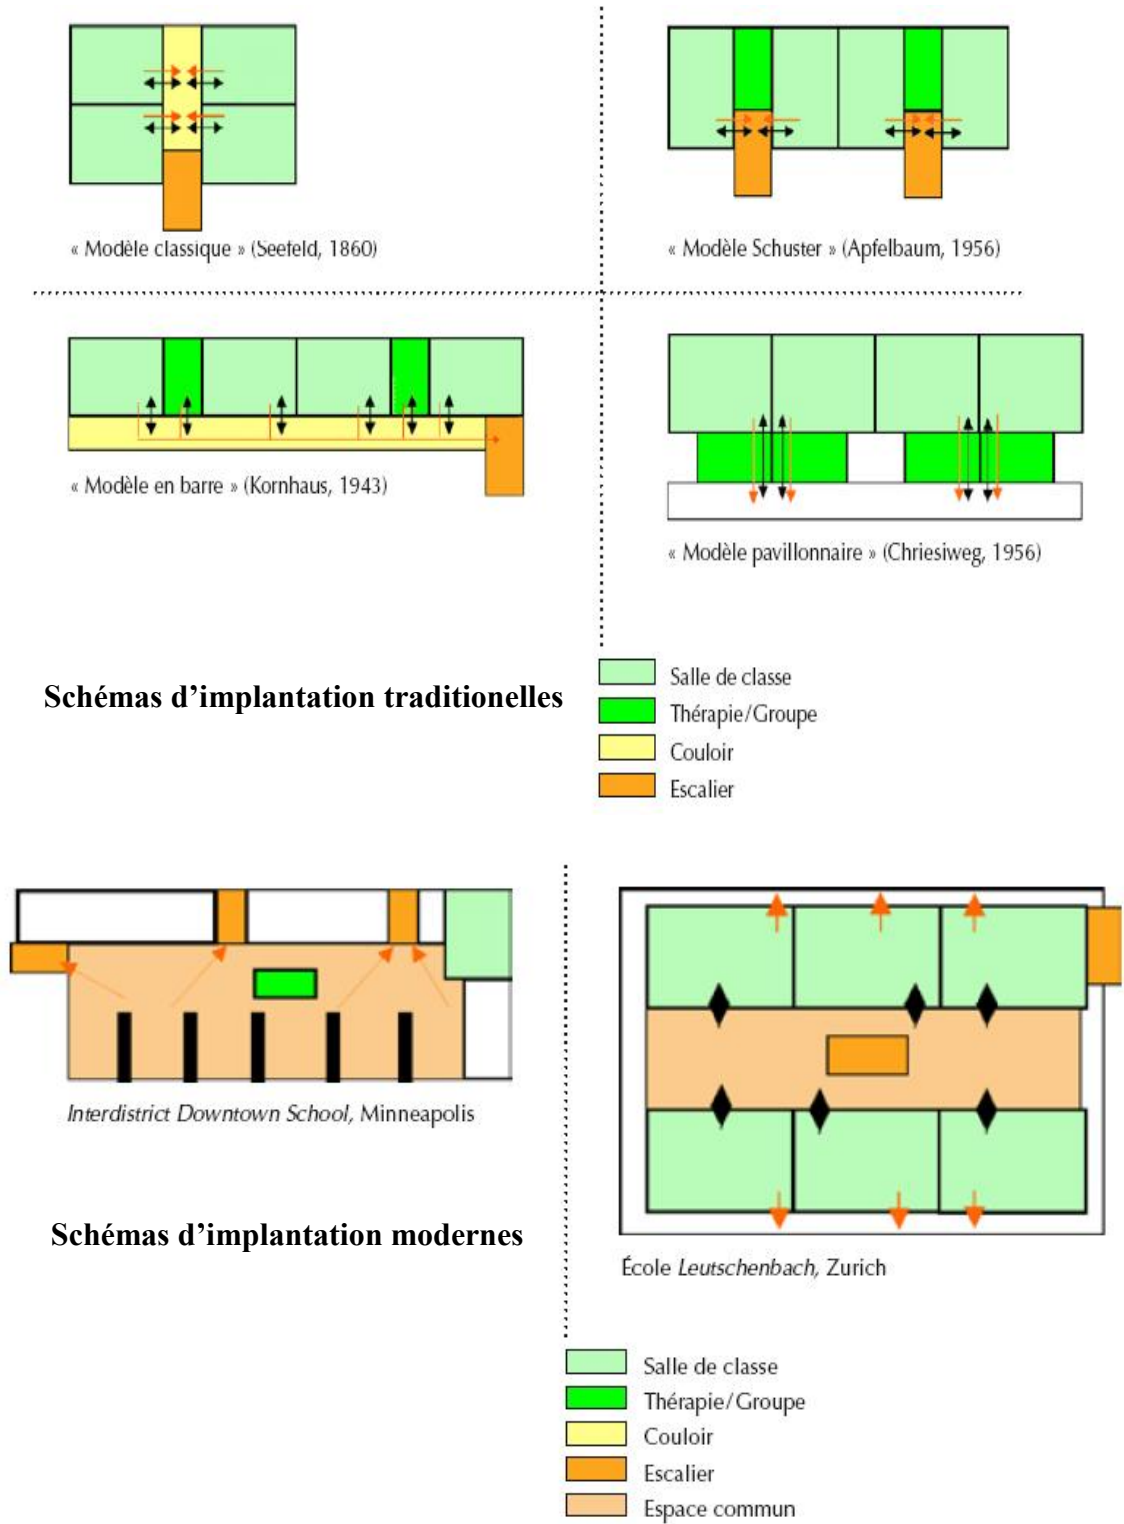 « Modèle classique » (Seefeld, 1860)
« Modèle Schuster » (Apfelbaum, 1956)
« Modèle en barre » (Kornhaus, 1943)
« Modèle pavillonnaire » (Chriesiweg, 1956)
Schémas d’implantation traditionelles
Salle de classe
Thérapie/Groupe
Couloir
Escalier
Interdistrict Downtown School, Minneapolis
Schémas d’implantation modernes
École Leutschenbach, Zurich
Salle de classe
Thérapie/Groupe
Couloir
Escalier
Espace commun